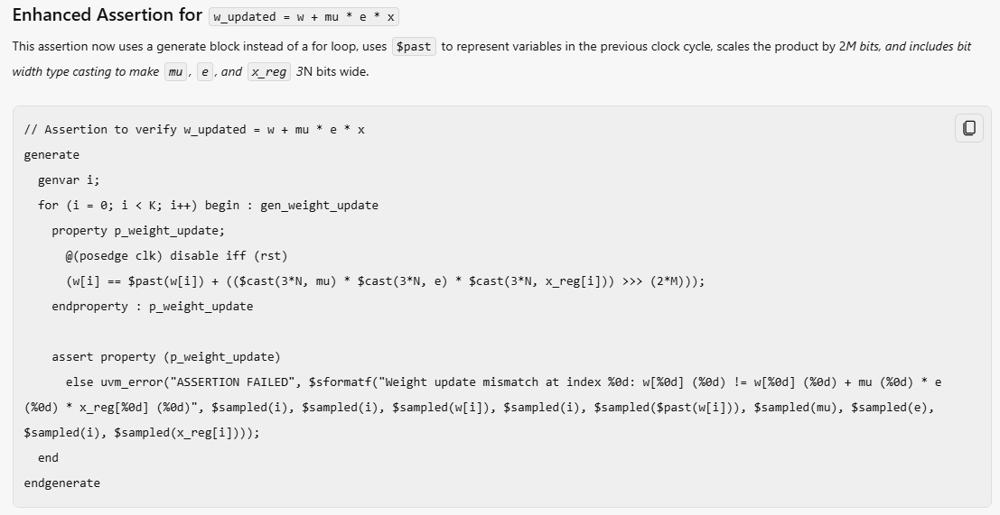 Enhanced Assertion for w_updated = w + mu * e * x
This assertion now uses a generate block instead of a for loop, uses $past to represent variables in the previous clock cycle, scales the product by 2M bits, and includes bit
width type casting to make mu, e, and x_reg 3N bits wide.
// Assertion to verify w_updated = w + mu * e * x
generate
  genvar i;
  for (i = 0; i < K; i++) begin : gen_weight_update
    property p_weight_update;
      @(posedge clk) disable iff (rst)
      (w[i] == $past(w[i]) + (($cast(3*N, mu) * $cast(3*N, e) * $cast(3*N, x_reg[i])) >>> (2*M)));
    endproperty : p_weight_update

    assert property (p_weight_update)
      else uvm_error("ASSERTION FAILED", $sformatf("Weight update mismatch at index %0d: w[%0d] (%0d) != w[%0d] (%0d) + mu (%0d) * e
(%0d) * x_reg[%0d] (%0d)", $sampled(i), $sampled(i), $sampled(w[i]), $sampled(i), $sampled($past(w[i])), $sampled(mu), $sampled(e),
$sampled(i), $sampled(x_reg[i])));
  end
endgenerate